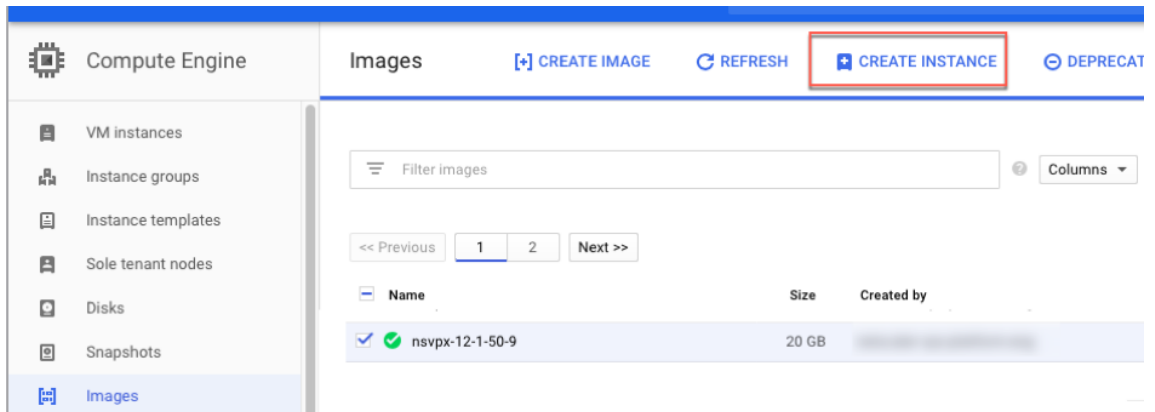 Compute Engine
Images
[+] CREATE IMAGE
REFRESH
CREATE INSTANCE
DEPRECAT
VM instances
Instance groups
Instance templates
Sole tenant nodes
Disks
Snapshots
Images
Filter images
Columns
<< Previous 1 2 Next >>
Name Size Created by
nsvpx-12-1-50-9 20 GB